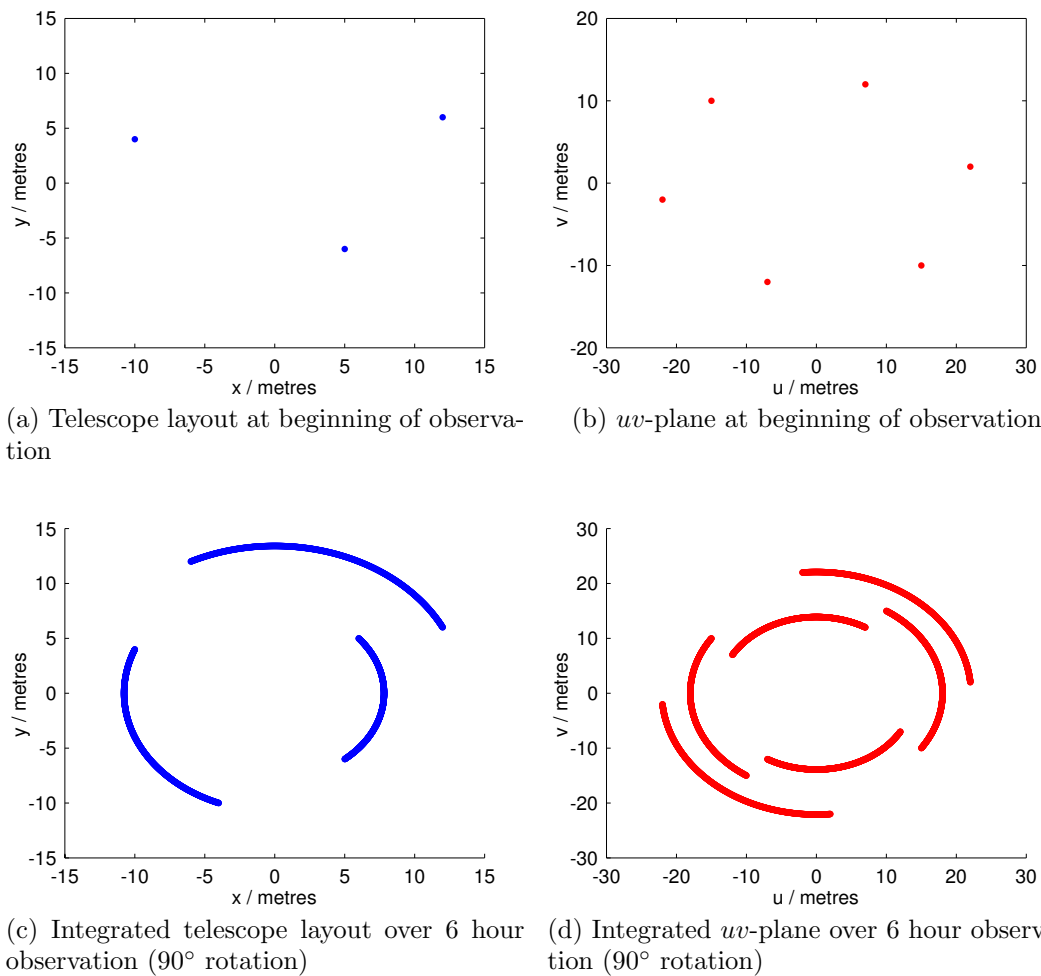 15
10
5
0
-5
-10
-15
-15 -10 -5 0 5 10 15
y / metres
x / metres
20
10
0
-10
-20
-30 -20 -10 0 10 20 30
v / metres
u / metres
(a) Telescope layout at beginning of observa-
tion
(b) uv-plane at beginning of observation
15
10
5
0
-5
-10
-15
-15 -10 -5 0 5 10 15
y / metres
x / metres
30
20
10
0
-10
-20
-30
-30 -20 -10 0 10 20 30
v / metres
u / metres
(c) Integrated telescope layout over 6 hour
observation (90° rotation)
(d) Integrated uv-plane over 6 hour observ
tion (90° rotation)